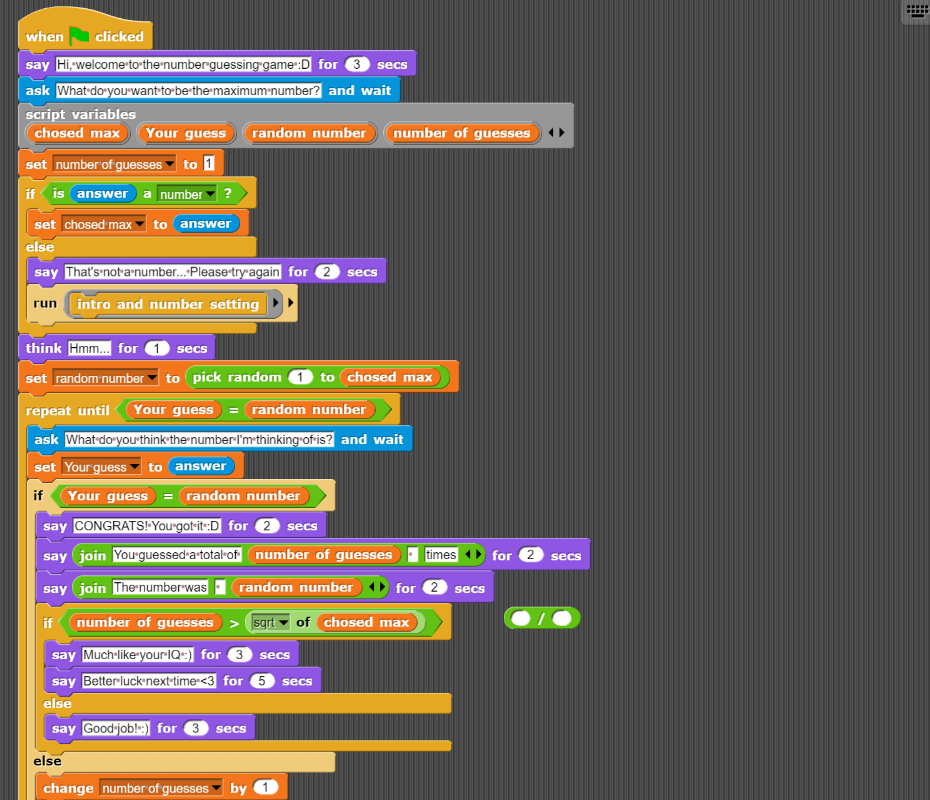 when clicked
say Hi, welcome to the number guessing game :D for 3 secs
ask What do you want to be the maximum number? and wait
script variables
chosed max Your guess random number number of guesses
set number of guesses to 1
if is answer a number ?
set chosed max to answer
else
say That's not a number... Please try again for 2 secs
run intro and number setting
think Hmm... for 1 secs
set random number to pick random 1 to chosed max
repeat until Your guess = random number
ask What do you think the number I'm thinking of is? and wait
set Your guess to answer
if Your guess = random number
say CONGRATS! You got it :D for 2 secs
say join You guessed a total of number of guesses times for 2 secs
say join The number was random number for 2 secs
if number of guesses > sqrt of chosed max
/
say Much like your IQ :) for 3 secs
say Better luck next time <3 for 5 secs
else
say Good job! :) for 3 secs
else
change number of guesses by 1